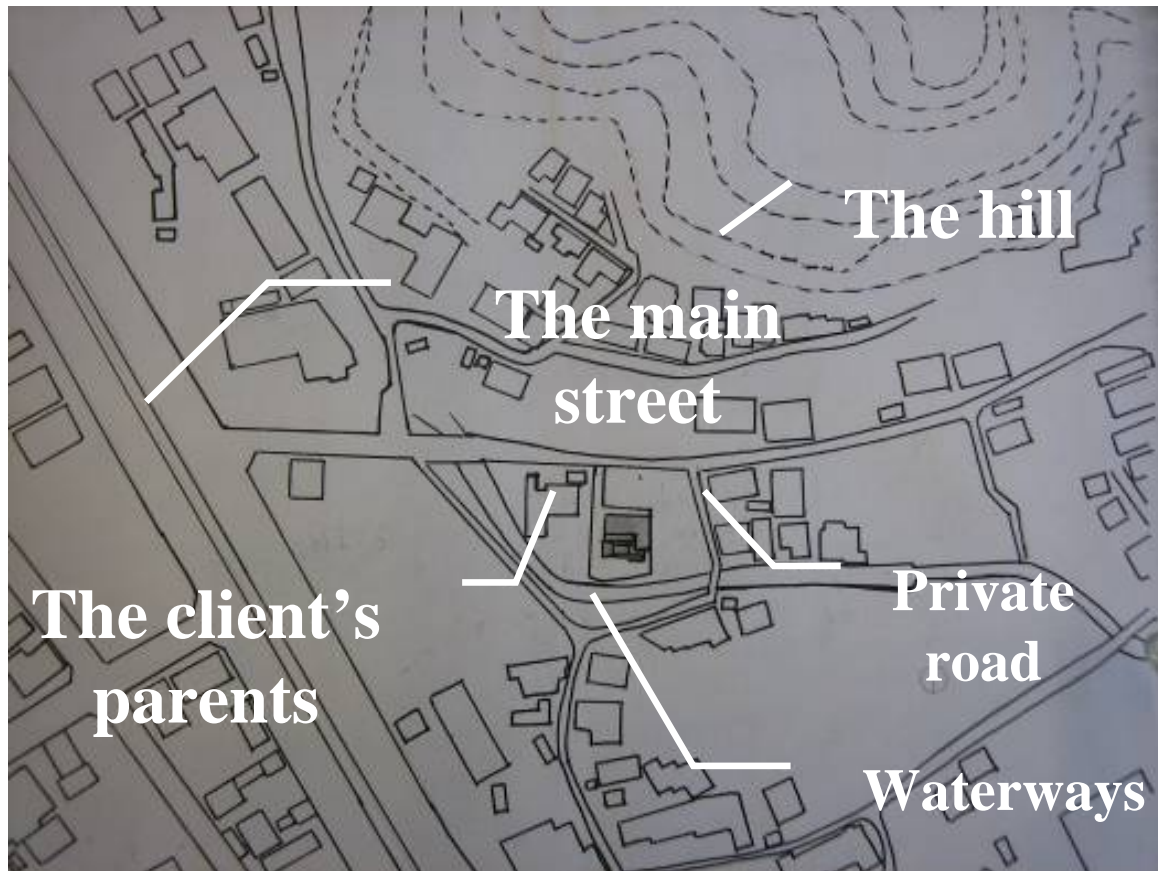 The hill
The main
street
The client's
parents
Private
road
Waterways